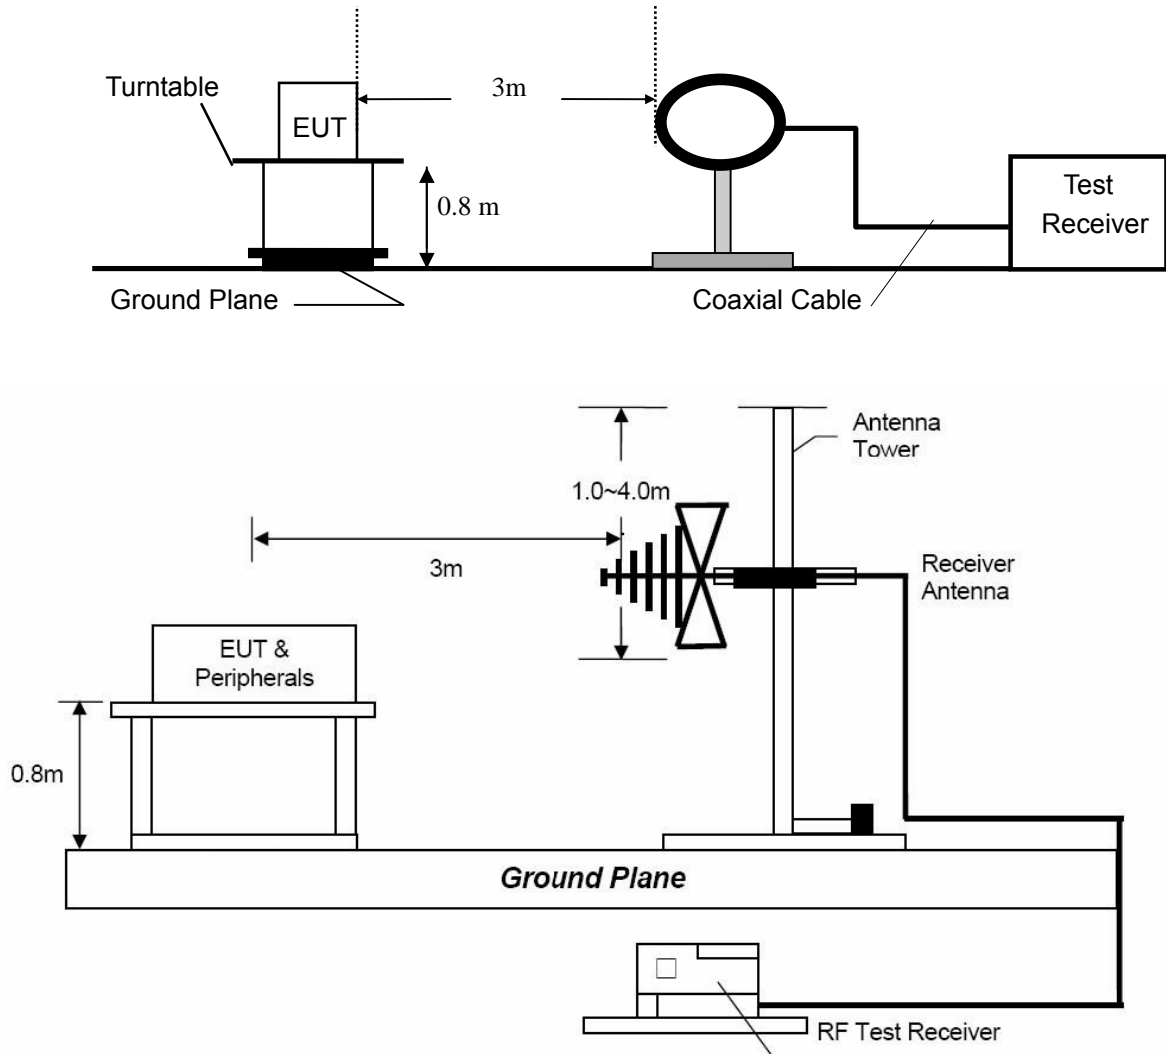 Turntable
3m
EUT
0.8 m
Test
Receiver
Ground Plane
Coaxial Cable
Antenna
Tower
1.0~4.0m
3m
Receiver
Antenna
EUT &
Peripherals
0.8m
Ground Plane
RF Test Receiver